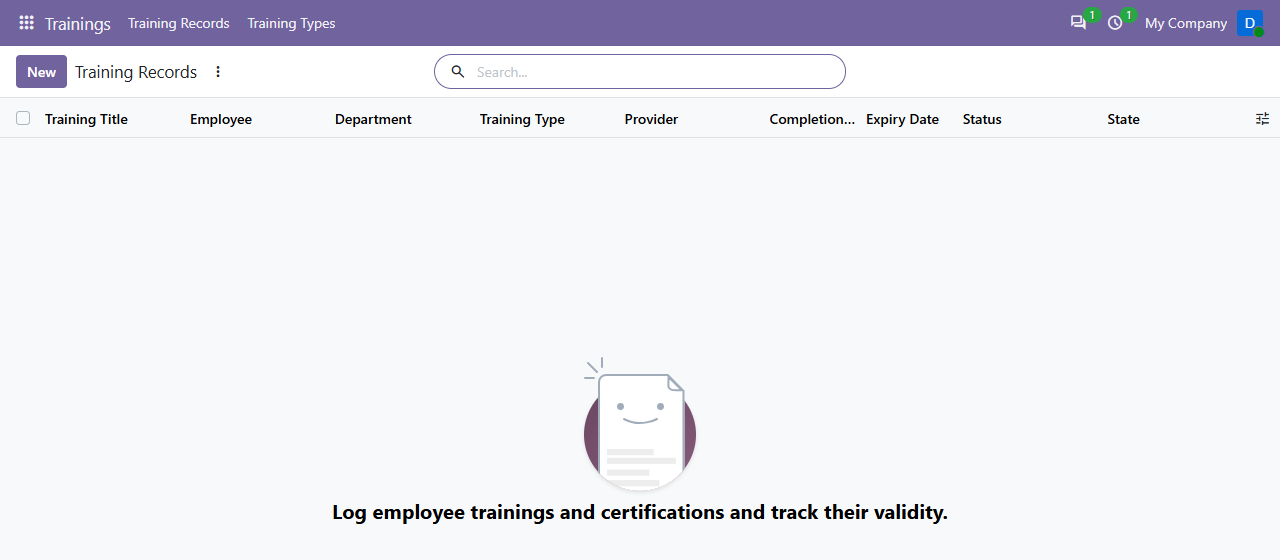 Trainings Training Records Training Types 1 1 My Company D
New Training Records Search...
Training Title Employee Department Training Type Provider Completion... Expiry Date Status State
Log employee trainings and certifications and track their validity.